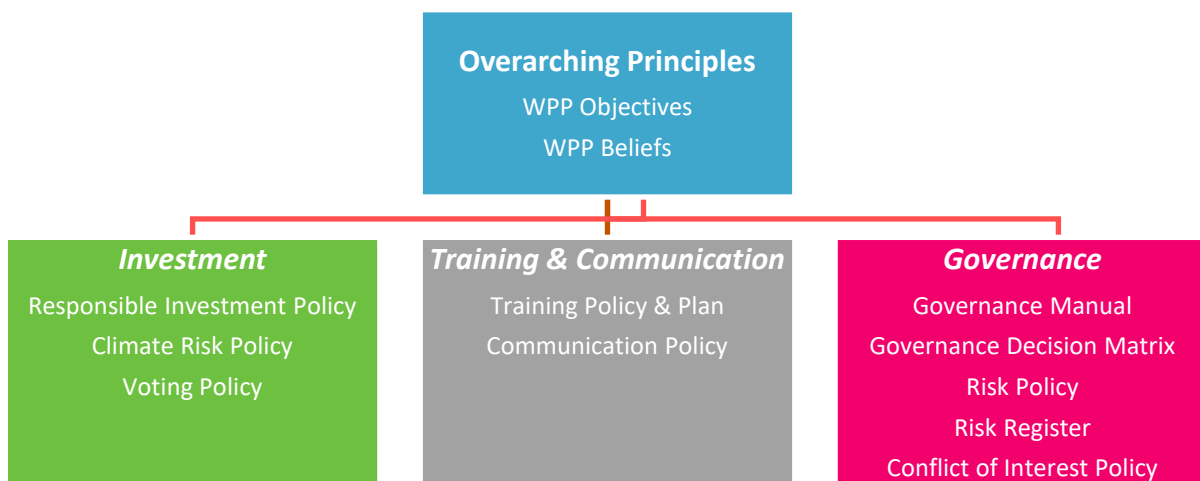 Overarching Principles
WPP Objectives
WPP Beliefs
Investment
Responsible Investment Policy
Climate Risk Policy
Voting Policy
Training & Communication
Training Policy & Plan
Communication Policy
Governance
Governance Manual
Governance Decision Matrix
Risk Policy
Risk Register
Conflict of Interest Policy